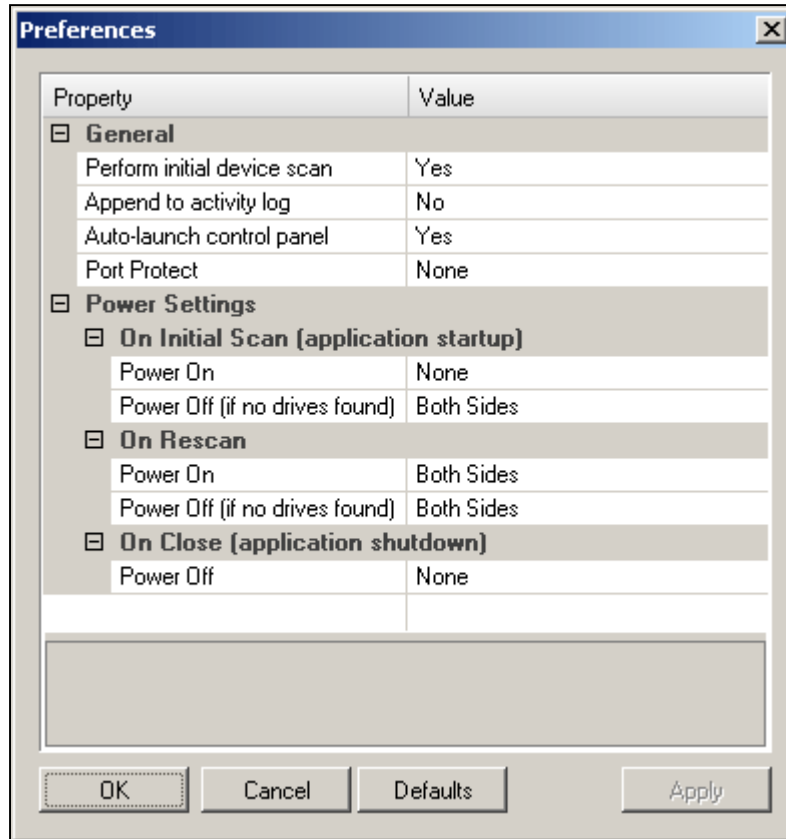 Preferences
Property Value
General
Perform initial device scan Yes
Append to activity log No
Auto-launch control panel Yes
Port Protect None
Power Settings
On Initial Scan (application startup)
Power On None
Power Off (if no drives found) Both Sides
On Rescan
Power On Both Sides
Power Off (if no drives found) Both Sides
On Close (application shutdown)
Power Off None
OK Cancel Defaults Apply